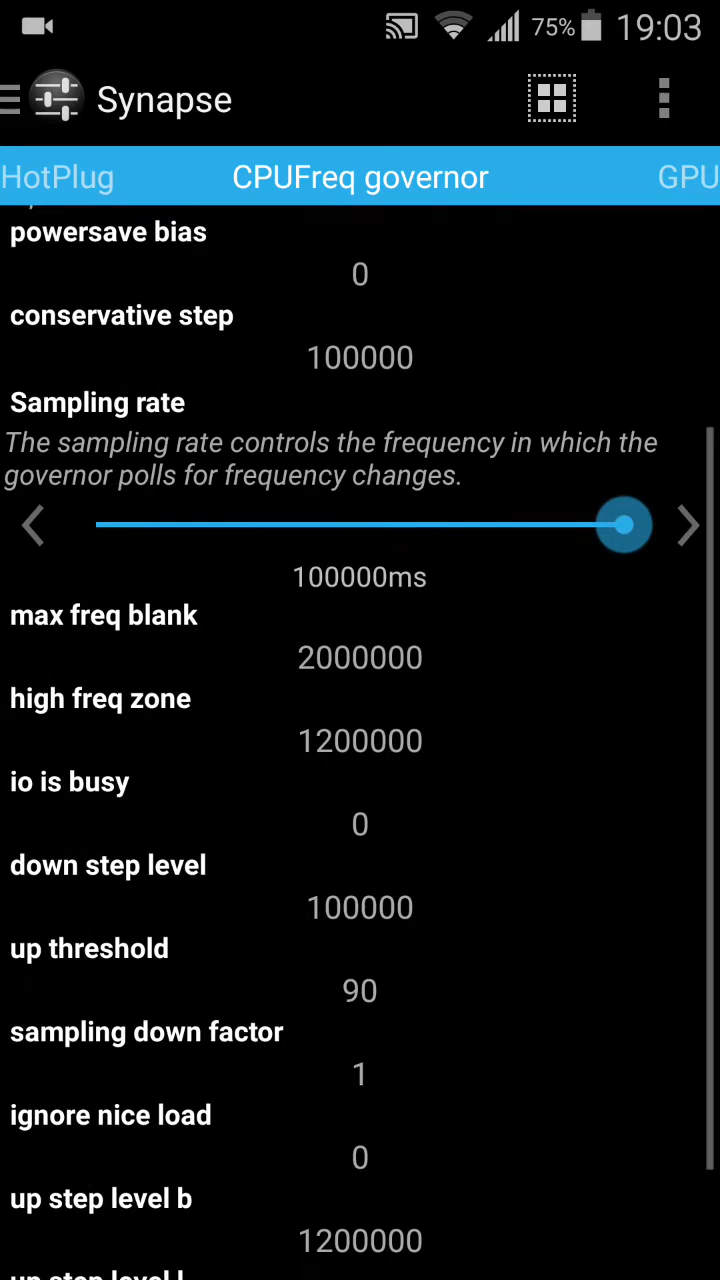 75% 19:03
Synapse
HotPlug CPUFreq governor GPU
powersave bias
0
conservative step
100000
Sampling rate
The sampling rate controls the frequency in which the
governor polls for frequency changes.
100000ms
max freq blank
2000000
high freq zone
1200000
io is busy
0
down step level
100000
up threshold
90
sampling down factor
1
ignore nice load
0
up step level b
1200000
up step level l